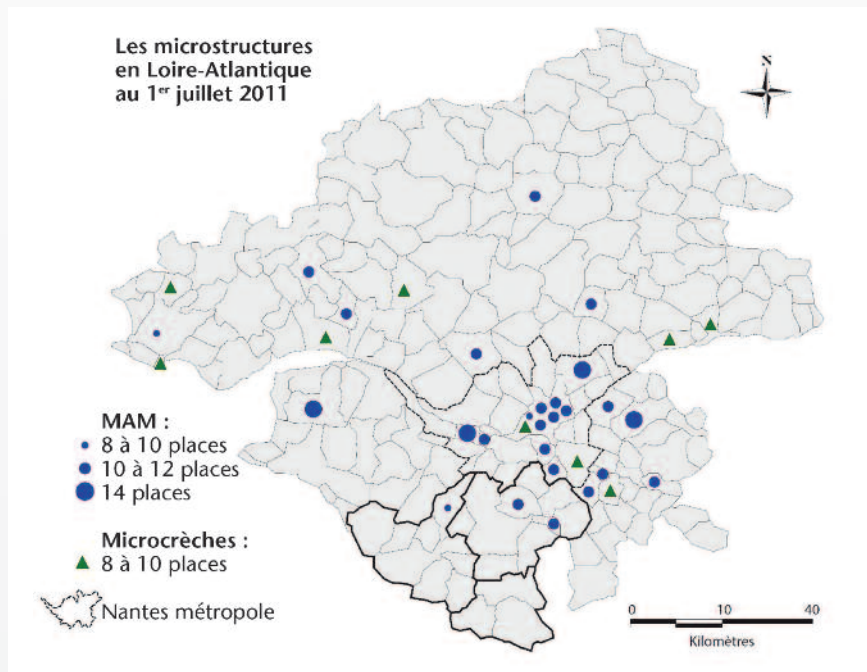 Les microstructures
en Loire-Atlantique
au 1er juillet 2011
N
MAM :
8 à 10 places
10 à 12 places
14 places
Microcrèches :
8 à 10 places
Nantes métropole
0 10 40
Kilomètres